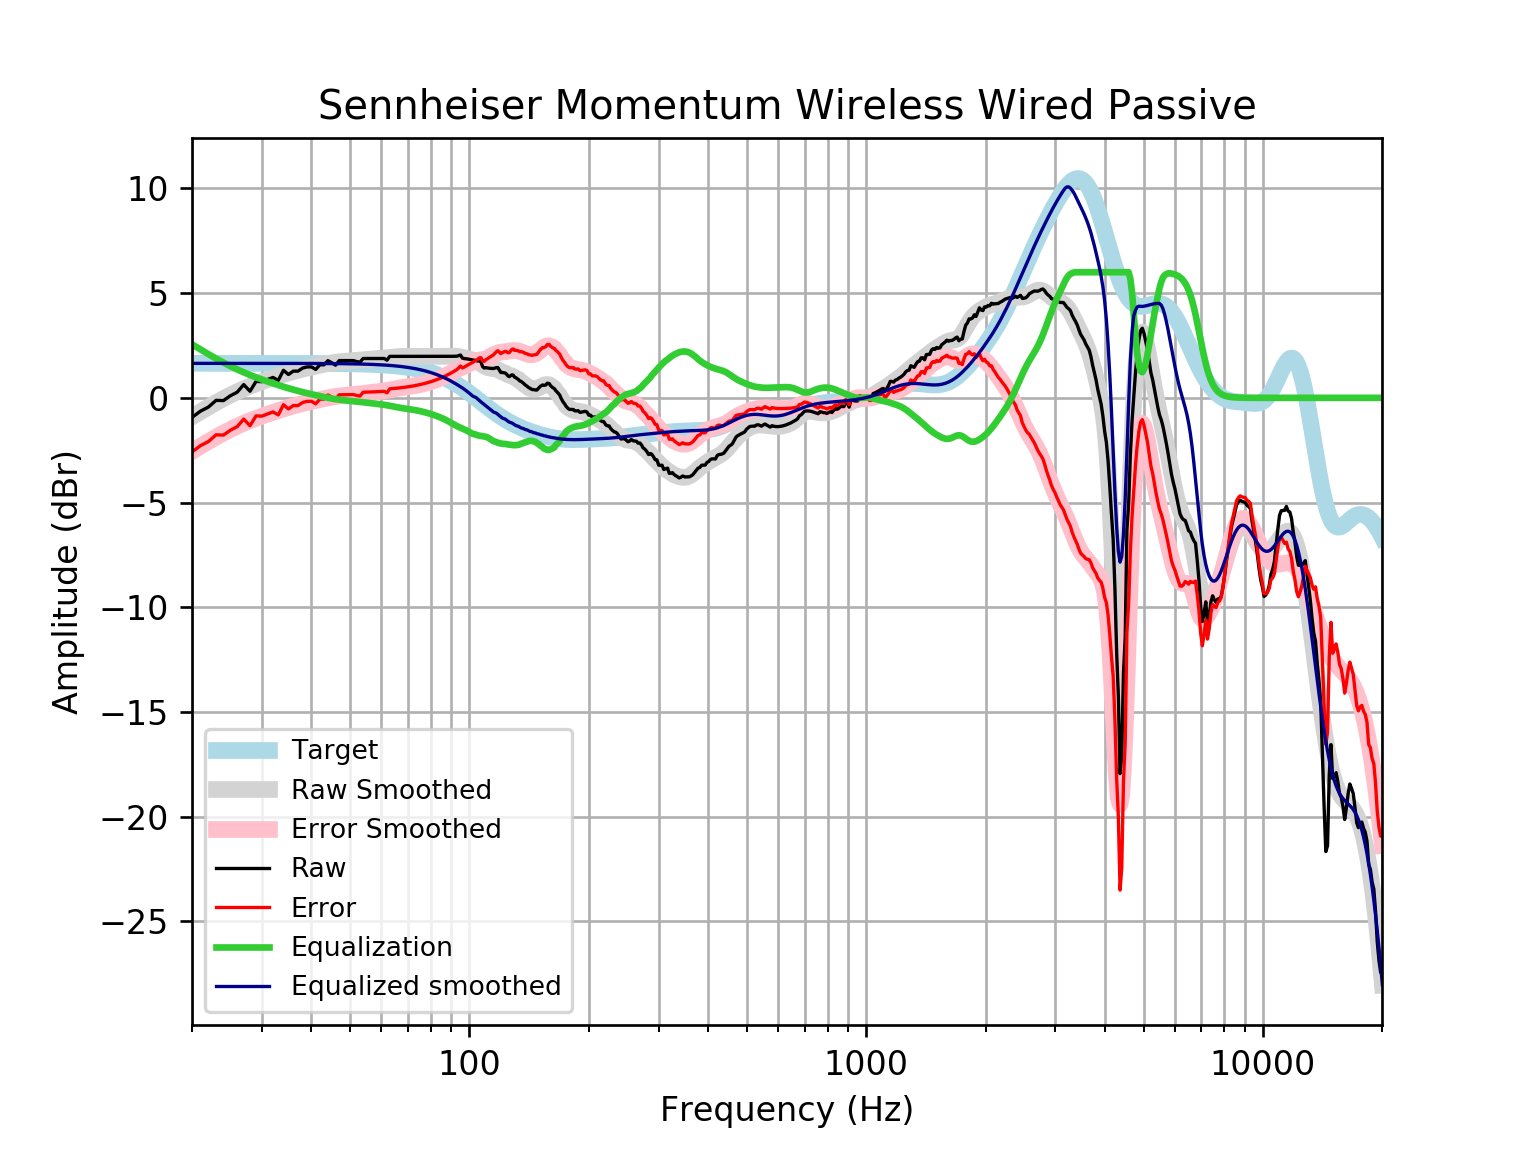 Sennheiser Momentum Wireless Wired Passive
10
5
0
−5
−10
−15
−20
−25
Amplitude (dBr)
Target
Raw Smoothed
Error Smoothed
Raw
Error
Equalization
Equalized smoothed
100
1000
10000
Frequency (Hz)